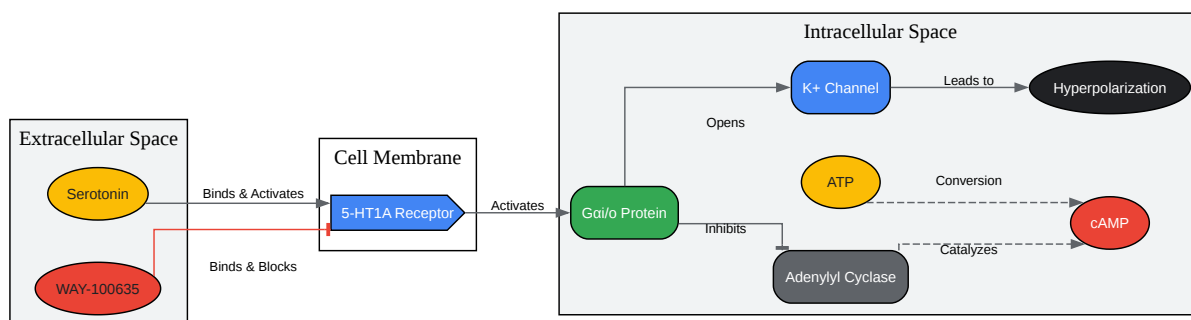 Intracellular Space
K+ Channel
Leads to
Hyperpolarization
Opens
Extracellular Space
Cell Membrane
Serotonin
Binds & Activates
5-HT1A Receptor
Activates
Gαi/o Protein
ATP
Conversion
cAMP
Inhibits
Catalyzes
Binds & Blocks
WAY-100635
Adenylyl Cyclase